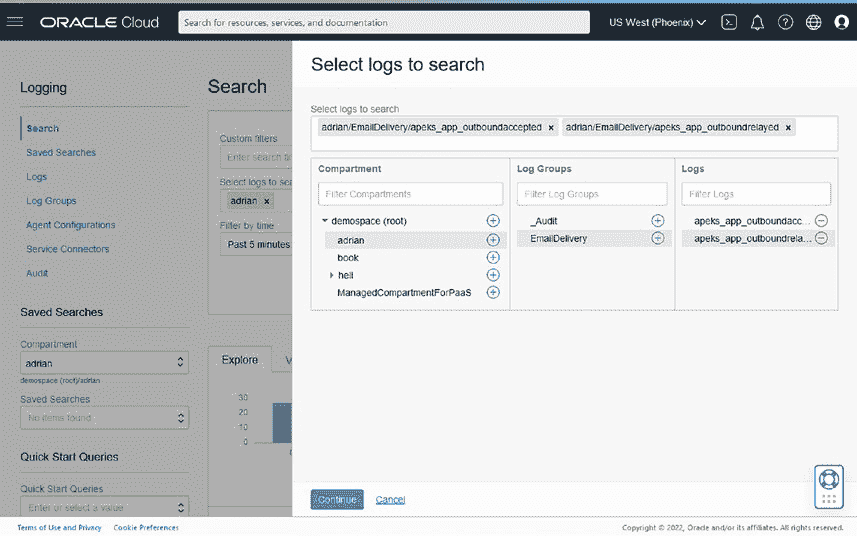 ORACLE Cloud
Search for resources, services, and documentation
US West (Phoenix)
Logging
Search
Saved Searches
Logs
Log Groups
Agent Configurations
Service Connectors
Audit
Saved Searches
Compartment
adrian
demospace (root)/adrian
Saved Searches
No items found
Quick Start Queries
Quick Start Queries
Enter or select a value
Search
Custom filters
Enter search fi
Select logs to sea
adrian ×
Filter by time
Past 5 minutes
Explore
V
30
20
10
0
Select logs to search
Select logs to search
adrian/EmailDelivery/apeks_app_outboundaccepted × adrian/EmailDelivery/apeks_app_outboundrelayed ×
Compartment
Filter Compartments
demospace (root)
adrian
book
heli
ManagedCompartmentForPaaS
Log Groups
Filter Log Groups
_Audit
EmailDelivery
Logs
Filter Logs
apeks_app_outboundacc...
apeks_app_outboundrela...
Continue Cancel
Terms of Use and Privacy Cookie Preferences
Copyright © 2022, Oracle and/or its affiliates. All rights reserved.